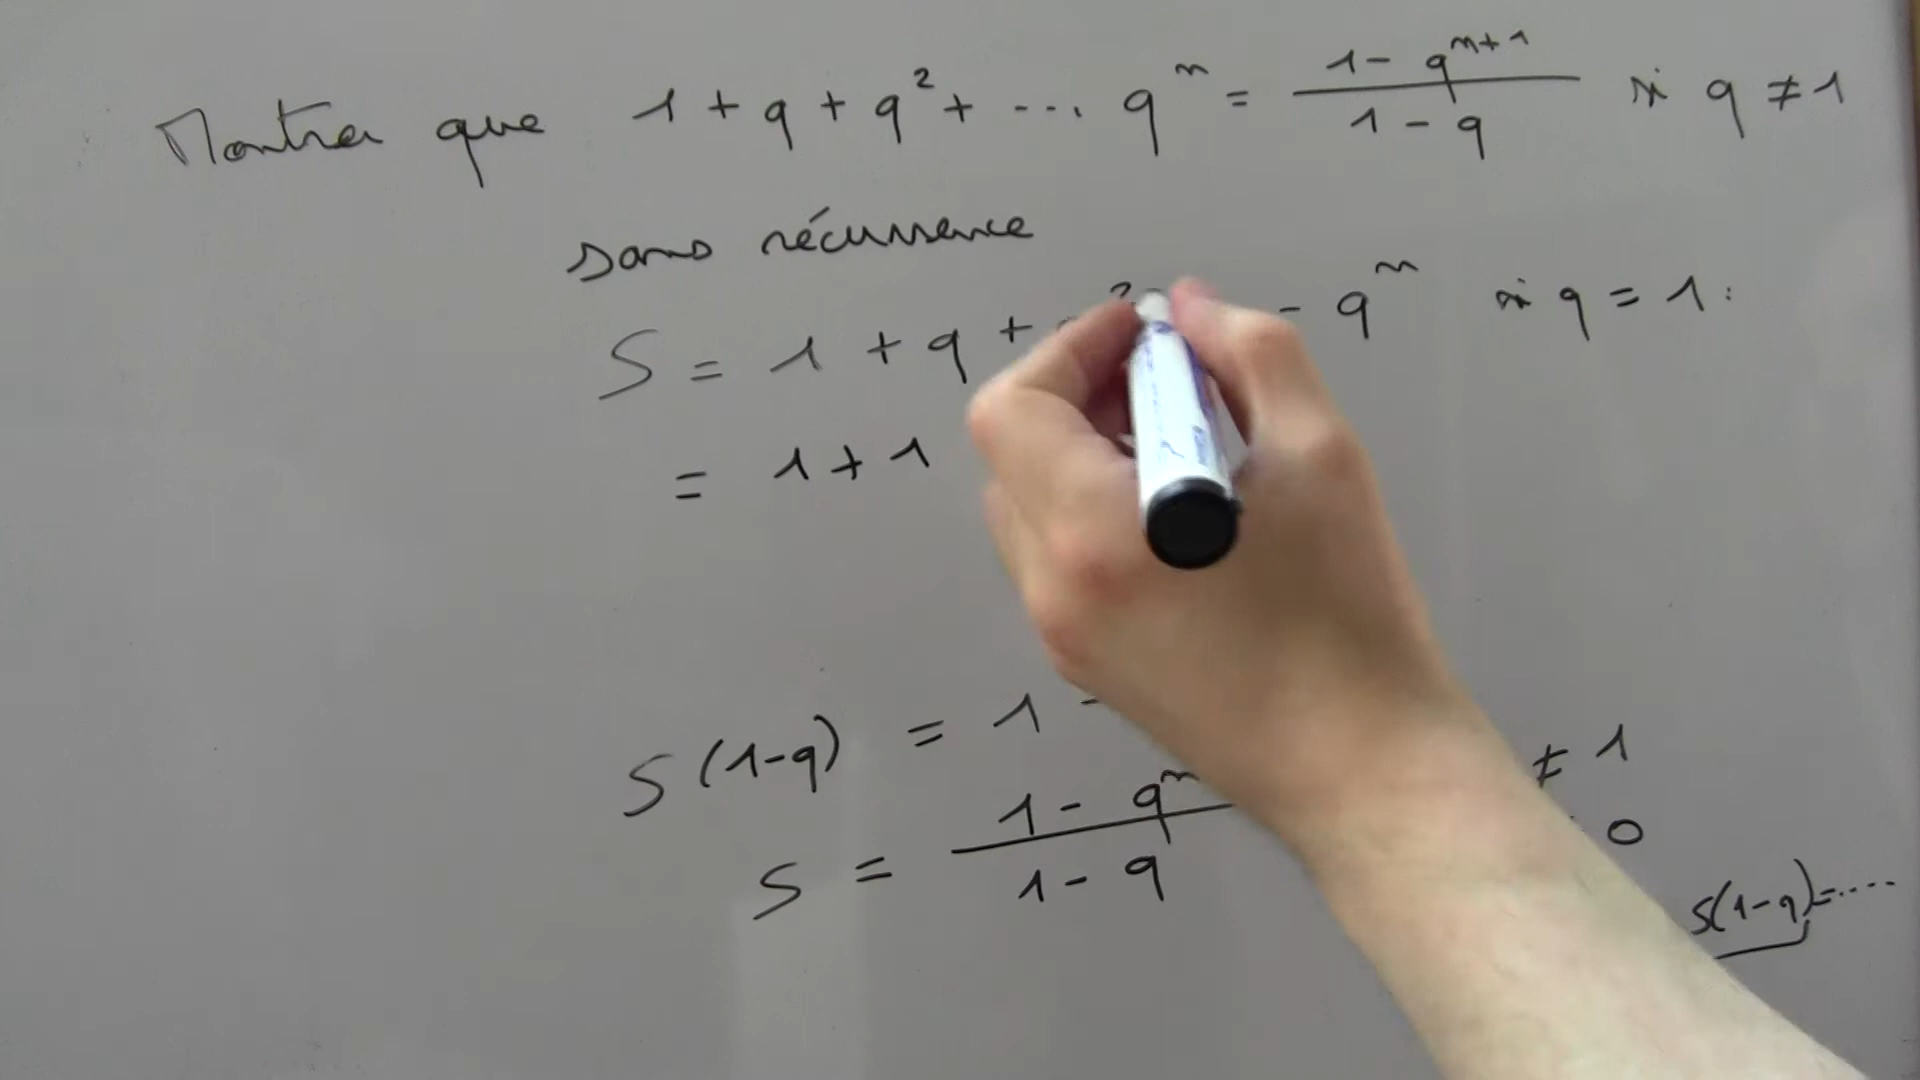 Montrer que 1 + q + q² + ... qⁿ = (1 - qⁿ⁺¹)/(1 - q) si q ≠ 1
sans récurrence
S = 1 + q + ² - qⁿ si q = 1 :
= 1 + 1
S(1-q) = 1 -
≠ 1
S = (1 - qⁿ)/(1 - q)
0
S(1-q)=....